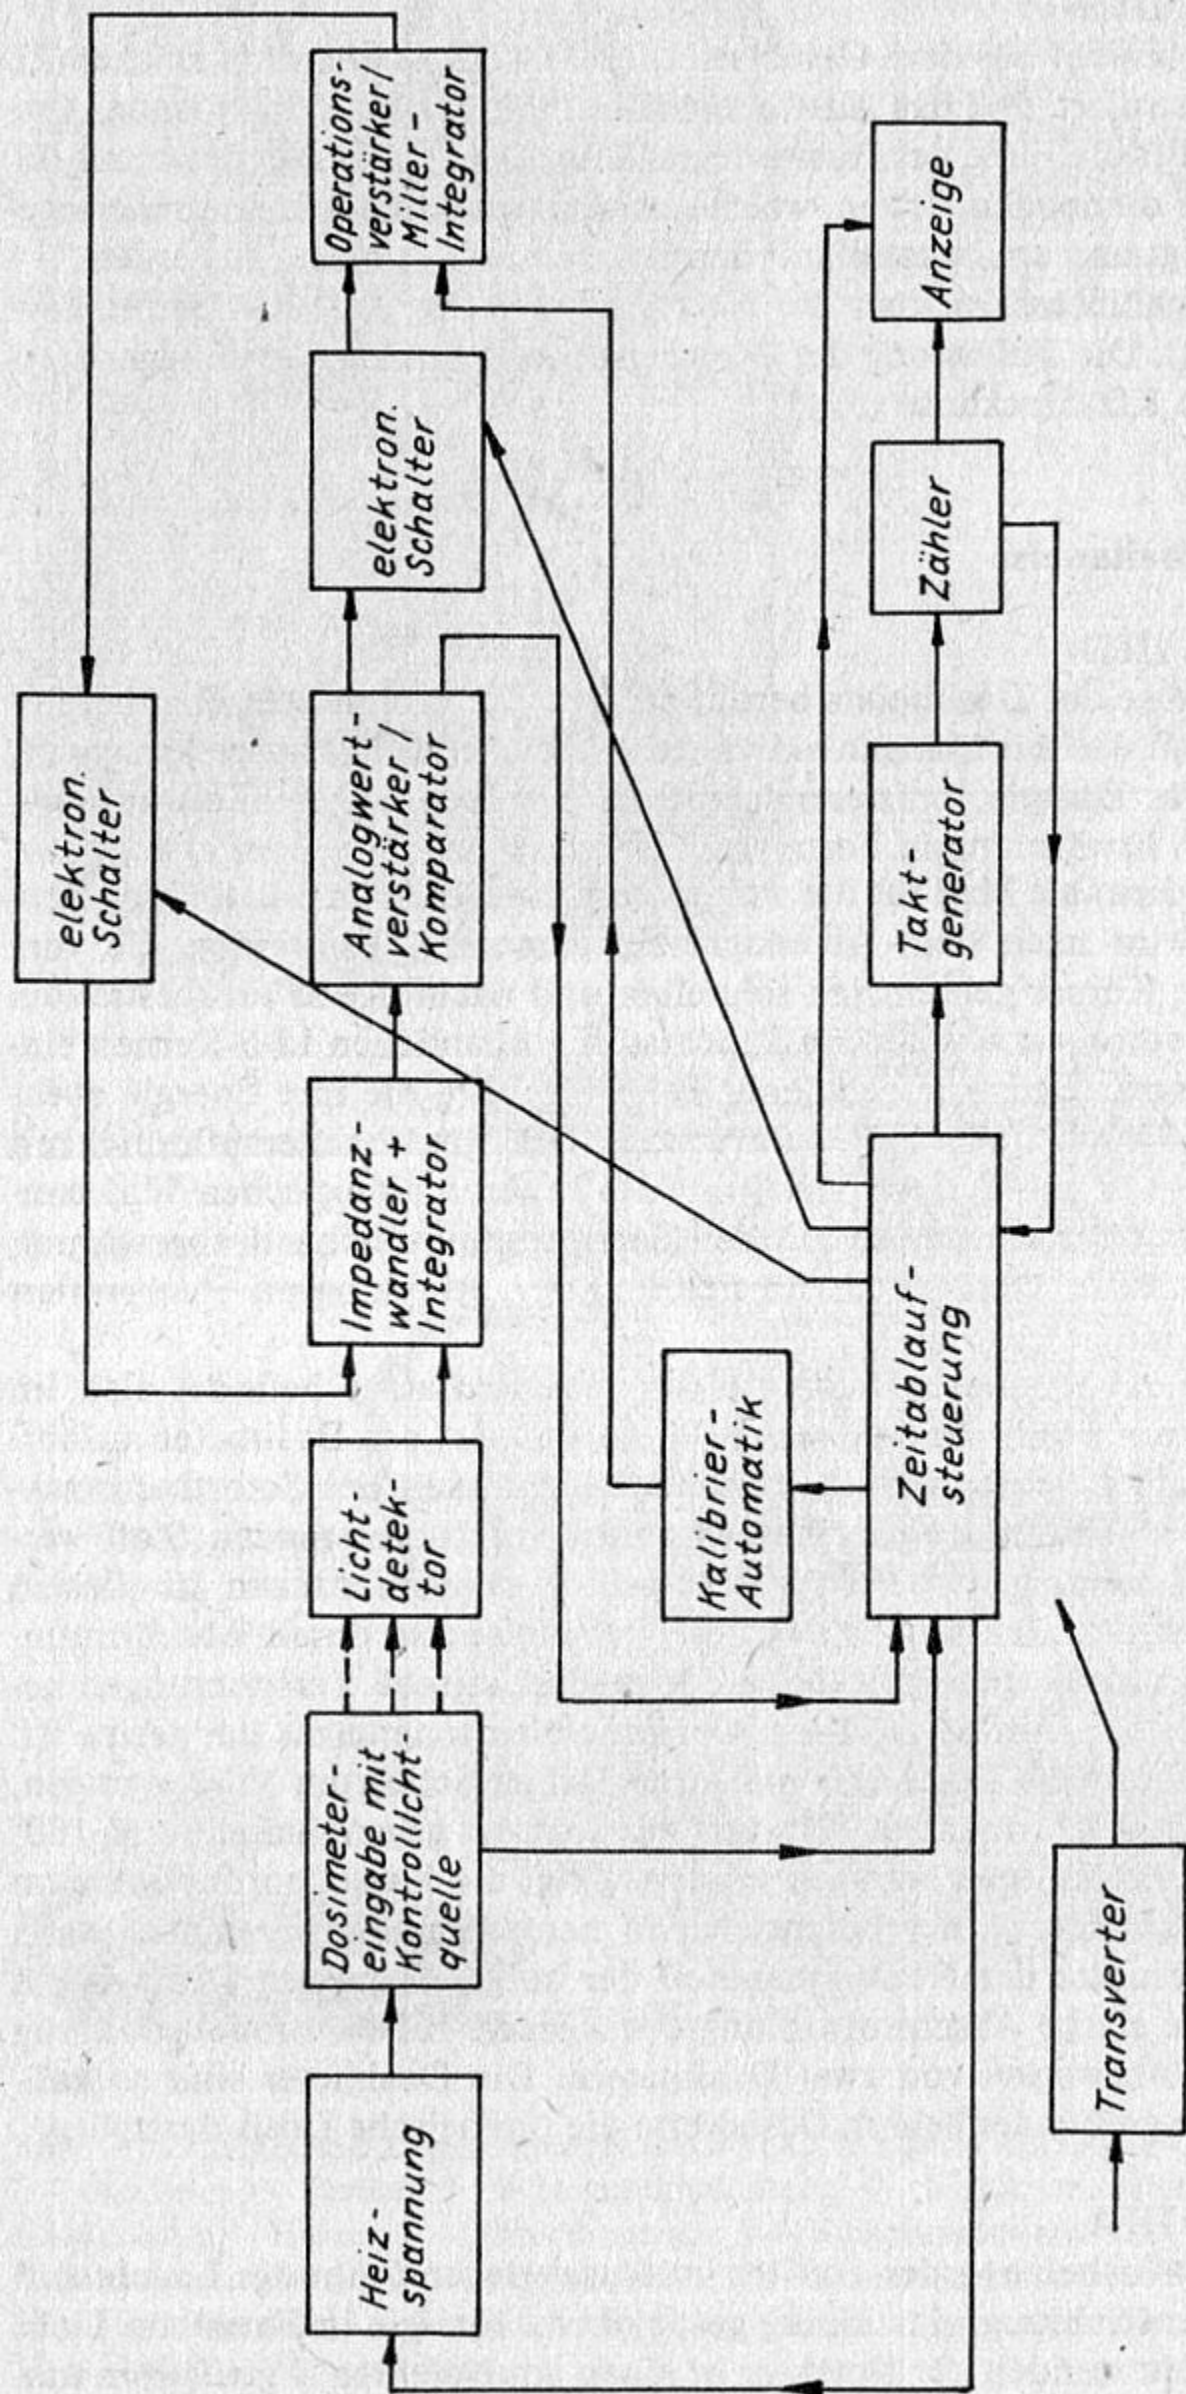 elektron.
Schalter
Heiz-
spannung
Dosimeter-
eingabe mit
Kontrolllicht-
quelle
Licht-
detek-
tor
Impedanz-
wandler +
Integrator
Analogwert-
verstärker /
Komparator
elektron.
Schalter
Operations-
verstärker /
Miller -
Integrator
Kalibrier-
Automatik
Zeitablauf-
steuerung
Takt-
generator
Zähler
Anzeige
Transverter